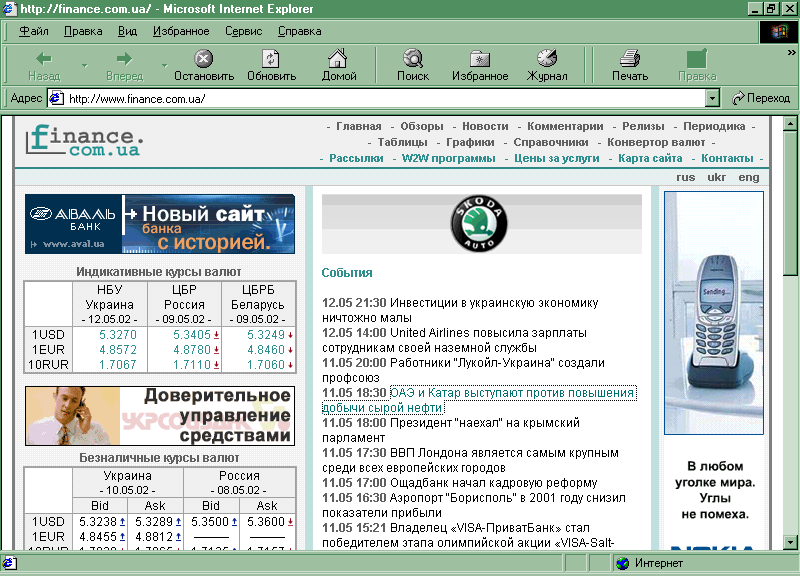 http://finance.com.ua/ - Microsoft Internet Explorer
Файл Правка Вид Избранное Сервис Справка
Назад Вперед Остановить Обновить Домой Поиск Избранное Журнал Печать Правка
Адрес http://www.finance.com.ua/ Переход
finance.
com.ua
- Главная - Обзоры - Новости - Комментарии - Релизы - Периодика -
- Таблицы - Графики - Справочники - Конвертор валют -
- Рассылки - W2W программы - Цены за услуги - Карта сайта - Контакты -
rus укr eng
АВАЛЬ
БАНК
www.aval.ua
Новый сайт
банка
с историей.
Индикативные курсы валют
НБУ ЦБР ЦБРБ
Украина Россия Беларусь
- 12.05.02 - - 09.05.02 - - 09.05.02 -
1USD 5.3270 5.3405 5.3249
1EUR 4.8572 4.8780 4.8460
10RUR 1.7067 1.7110 1.7060
Доверительное
управление
средствами
УКРСОЦБАНК
Безналичные курсы валют
Украина Россия
- 10.05.02 - - 08.05.02 -
Bid Ask Bid Ask
1USD 5.3238 5.3289 5.3500 5.3600
1EUR 4.8455 4.8812
SKODA
AUTO
События
12.05 21:30 Инвестиции в украинскую экономику
ничтожно малы
12.05 14:00 United Airlines повысила зарплаты
сотрудникам своей наземной службы
11.05 20:00 Работники "Лукойл-Украина" создали
профсоюз
11.05 18:30 ОАЭ и Катар выступают против повышения
добычи сырой нефти
11.05 18:00 Президент "наехал" на крымский
парламент
11.05 17:30 ВВП Лондона является самым крупным
среди всех европейских городов
11.05 17:00 Ощадбанк начал кадровую реформу
11.05 16:30 Аэропорт "Борисполь" в 2001 году снизил
показатели прибыли
11.05 15:21 Владелец «VISA-ПриватБанк» стал
победителем этапа олимпийской акции «VISA-Salt-
Sending...
В любом
уголке мира.
Углы
не помеха.
NOKIA
Интернет